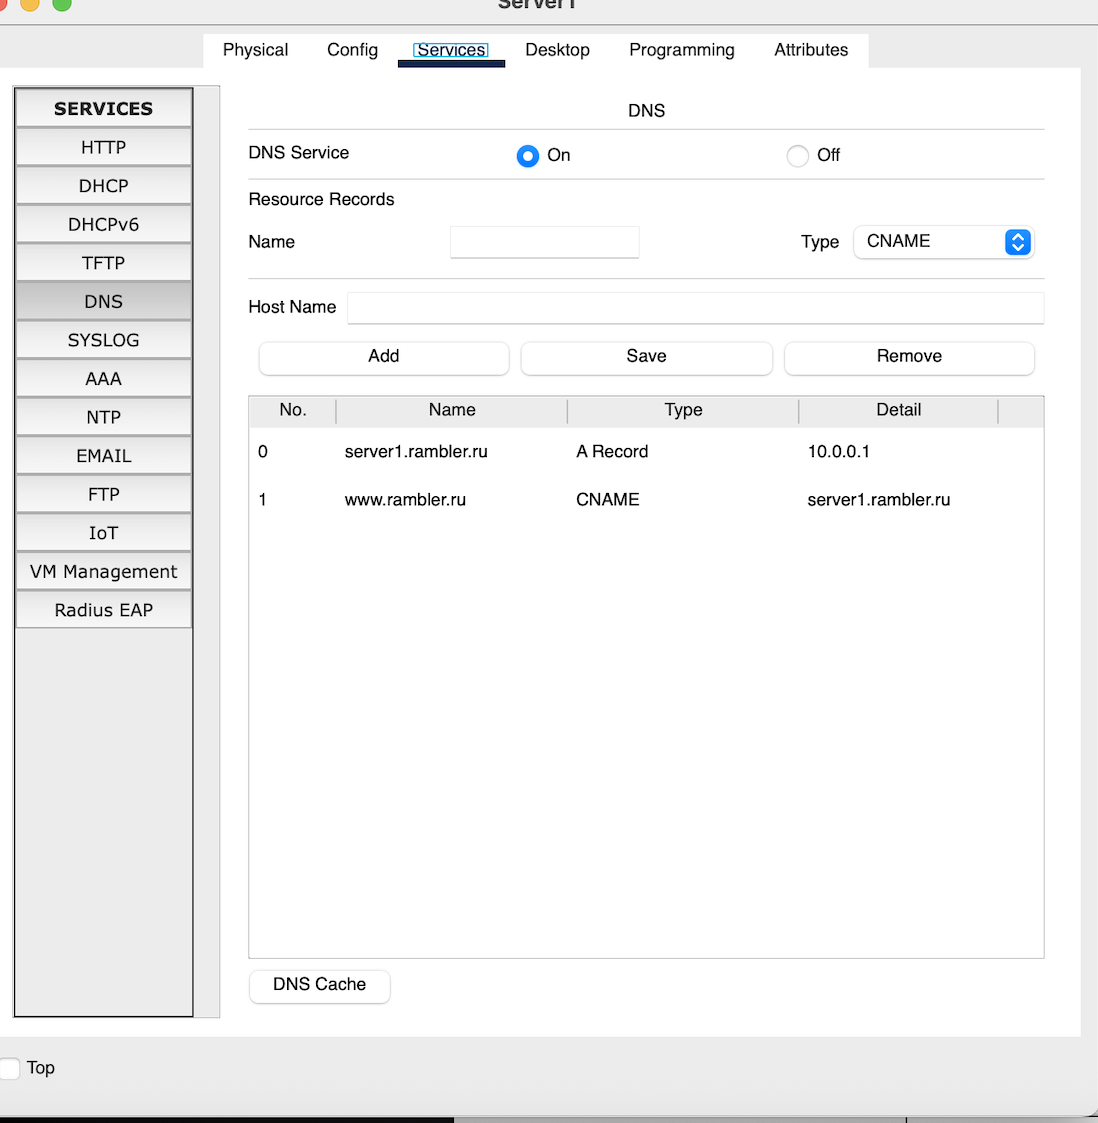 Server1
Physical Config Services Desktop Programming Attributes
SERVICES
HTTP
DHCP
DHCPv6
TFTP
DNS
SYSLOG
AAA
NTP
EMAIL
FTP
IoT
VM Management
Radius EAP
DNS
DNS Service On Off
Resource Records
Name Type CNAME
Host Name
Add Save Remove
No. Name Type Detail
0 server1.rambler.ru A Record 10.0.0.1
1 www.rambler.ru CNAME server1.rambler.ru
DNS Cache
Top